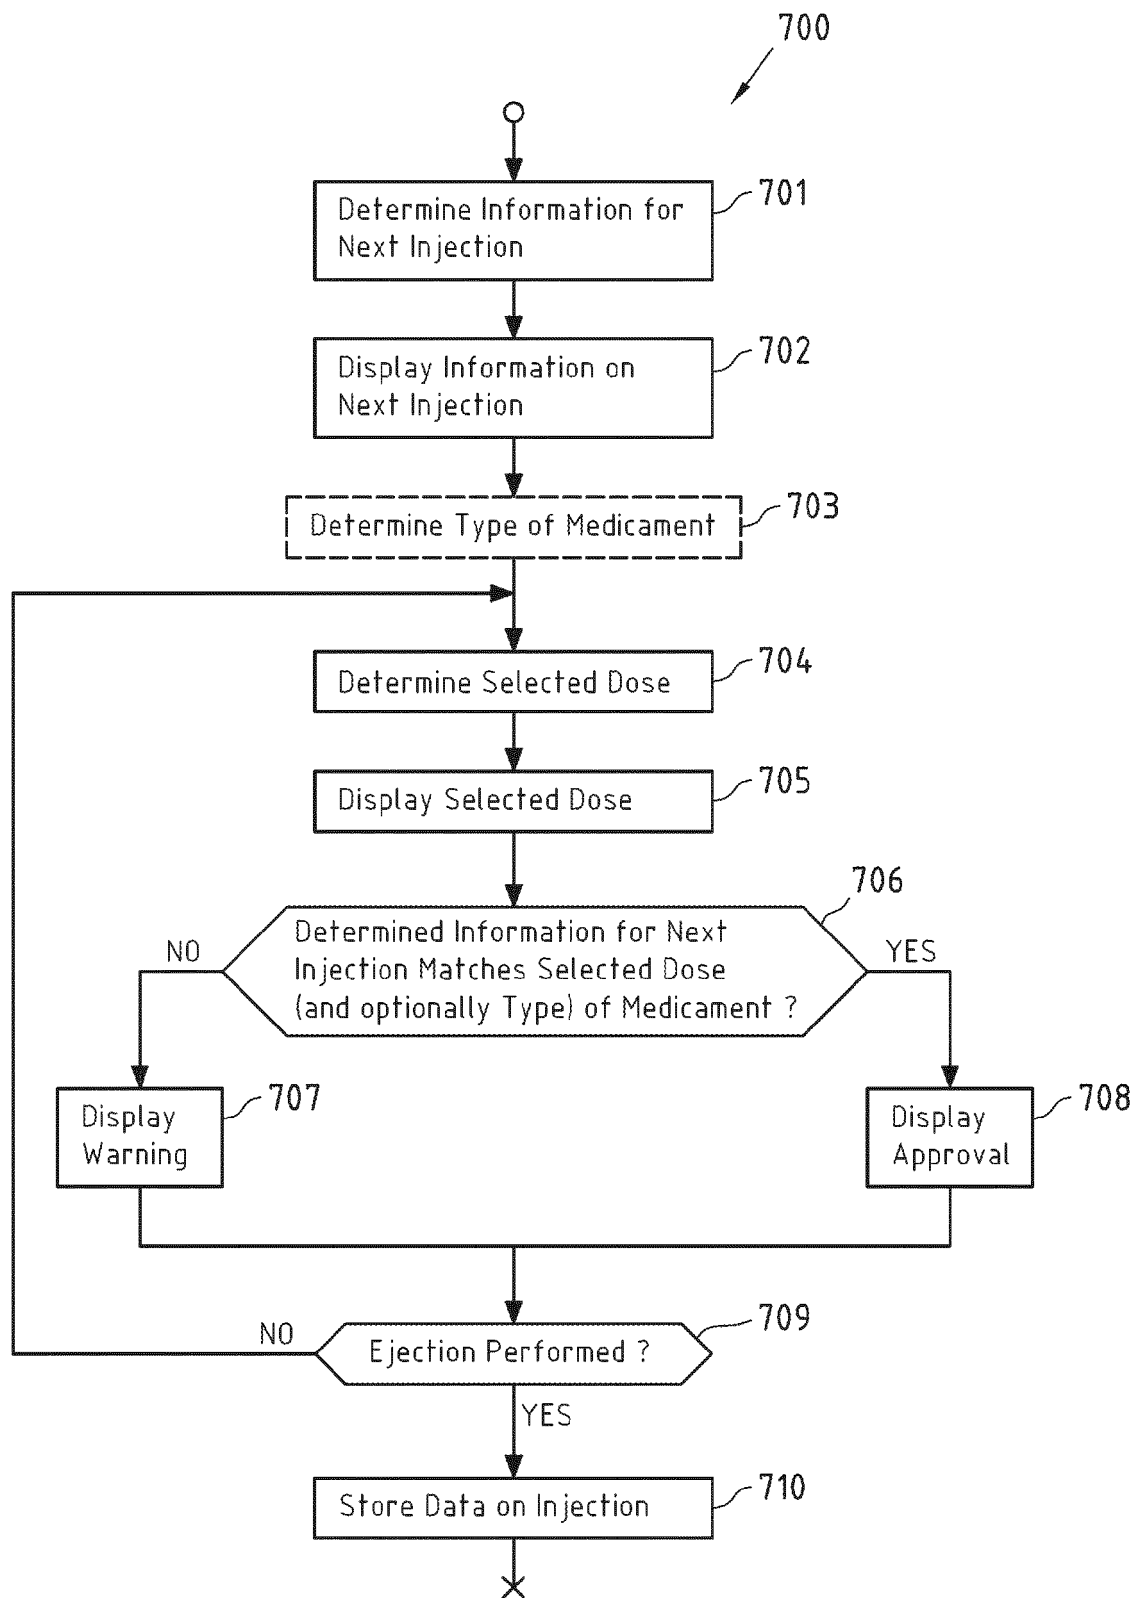 700
701
Determine Information for
Next Injection
702
Display Information on
Next Injection
703
Determine Type of Medicament
704
Determine Selected Dose
705
Display Selected Dose
706
Determined Information for Next
Injection Matches Selected Dose
(and optionally Type) of Medicament ?
NO
YES
707
Display
Warning
708
Display
Approval
709
Ejection Performed ?
NO
YES
710
Store Data on Injection